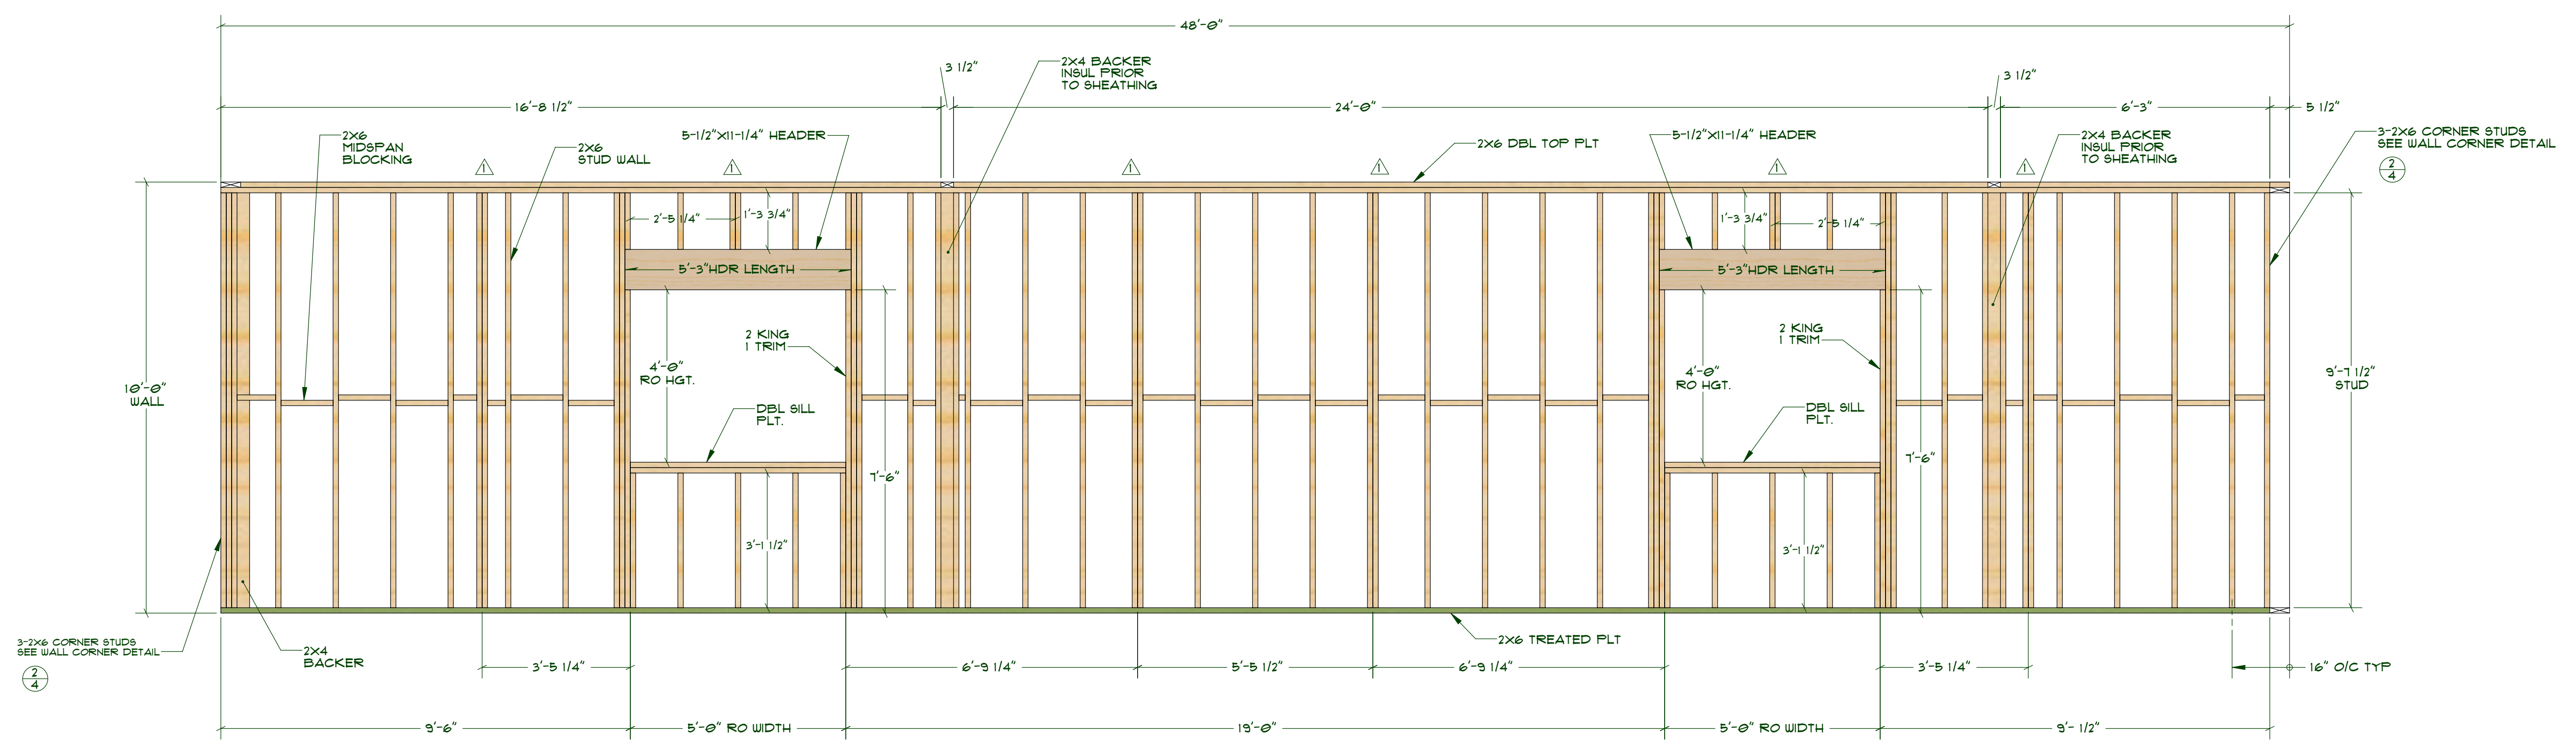 48'-0"
3 1/2"
2X4 BACKER
INSUL PRIOR
TO SHEATHING
3 1/2"
16'-8 1/2"
24'-0"
6'-3"
5 1/2"
2X6
MIDSPAN
BLOCKING
2X6
STUD WALL
5-1/2"X11-1/4" HEADER
2X6 DBL TOP PLT
5-1/2"X11-1/4" HEADER
2X4 BACKER
INSUL PRIOR
TO SHEATHING
3-2X6 CORNER STUDS
SEE WALL CORNER DETAIL
2
4
1
1
1
1
1
1
2'-5 1/4"
1'-3 3/4"
1'-3 3/4"
2'-5 1/4"
5'-3"HDR LENGTH
5'-3"HDR LENGTH
2 KING
1 TRIM
2 KING
1 TRIM
4'-0"
RO HGT.
4'-0"
RO HGT.
10'-0"
WALL
9'-7 1/2"
STUD
DBL SILL
PLT.
DBL SILL
PLT.
7'-6"
7'-6"
3'-1 1/2"
3'-1 1/2"
3-2X6 CORNER STUDS
SEE WALL CORNER DETAIL
2
4
2X4
BACKER
2X6 TREATED PLT
3'-5 1/4"
6'-9 1/4"
5'-5 1/2"
6'-9 1/4"
3'-5 1/4"
16" O/C TYP
9'-6"
5'-0" RO WIDTH
19'-0"
5'-0" RO WIDTH
9'- 1/2"